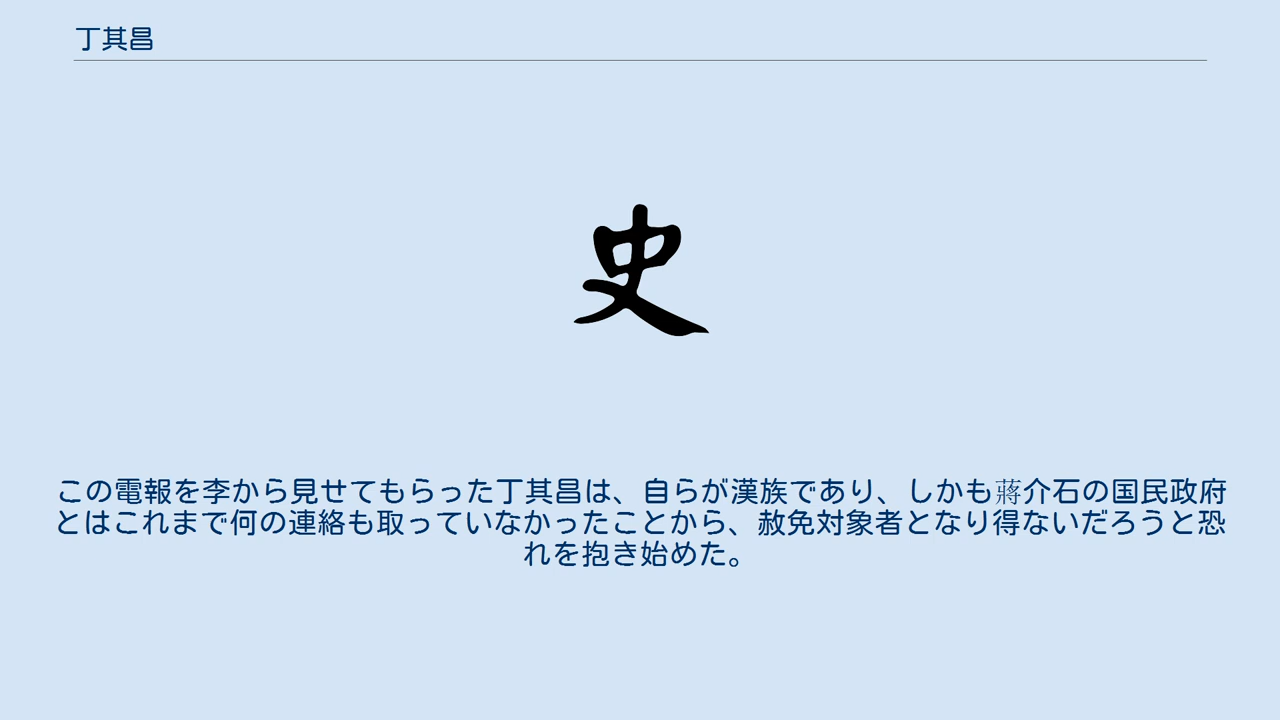 丁其昌
史
この電報を李から見せてもらった丁其昌は、自らが漢族であり、しかも蔣介石の国民政府
とはこれまで何の連絡も取っていなかったことから、赦免対象者となり得ないだろうと恐
れを抱き始めた。